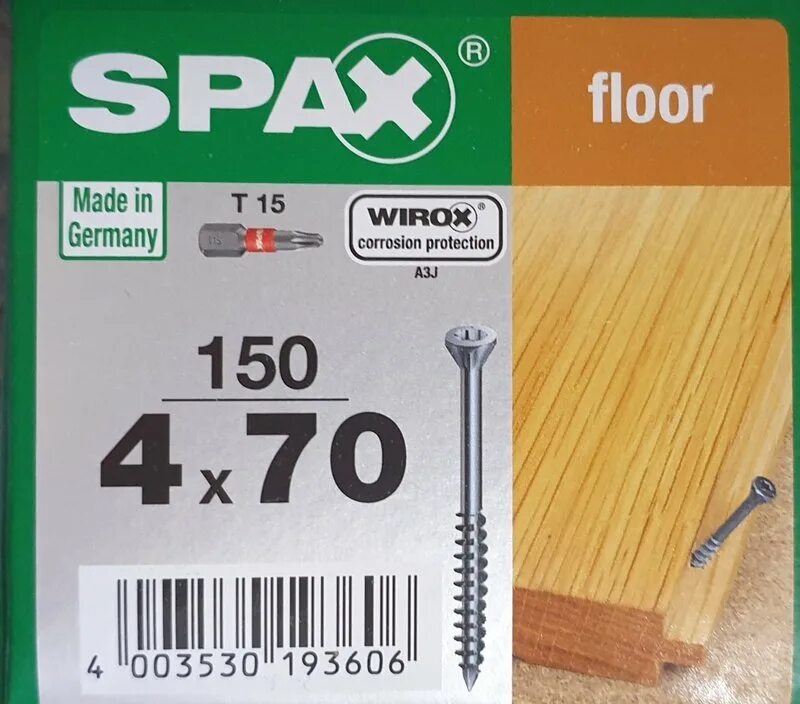 SPAX®
floor
Made in
Germany
T 15
WIROX®
corrosion protection
A3J
150
4 x 70
4 003530 193606